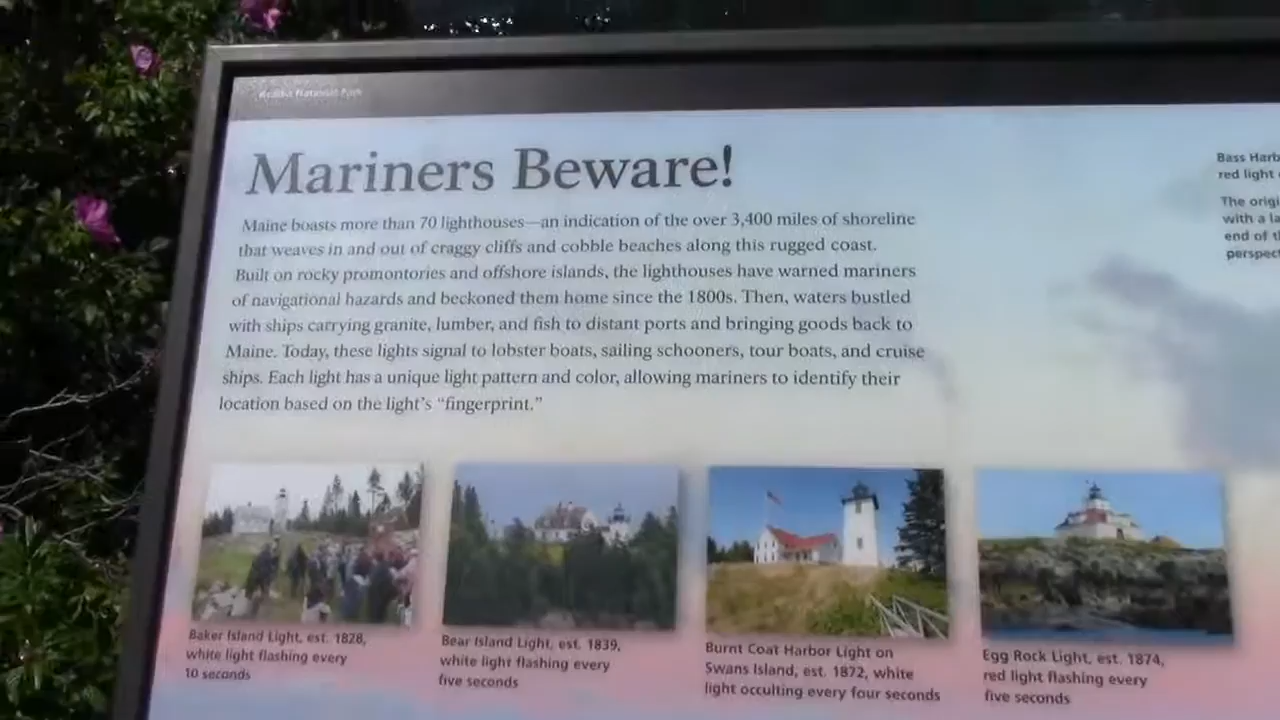 Acadia National Park
Mariners Beware!
Maine boasts more than 70 lighthouses—an indication of the over 3,400 miles of shoreline
that weaves in and out of craggy cliffs and cobble beaches along this rugged coast.
Built on rocky promontories and offshore islands, the lighthouses have warned mariners
of navigational hazards and beckoned them home since the 1800s. Then, waters bustled
with ships carrying granite, lumber, and fish to distant ports and bringing goods back to
Maine. Today, these lights signal to lobster boats, sailing schooners, tour boats, and cruise
ships. Each light has a unique light pattern and color, allowing mariners to identify their
location based on the light's “fingerprint.”
Baker Island Light, est. 1828,
white light flashing every
10 seconds
Bear Island Light, est. 1839,
white light flashing every
five seconds
Burnt Coat Harbor Light on
Swans Island, est. 1872, white
light occulting every four seconds
Egg Rock Light, est. 1874,
red light flashing every
five seconds
Bass Harb
red light
The origi
with a la
end of th
perspect